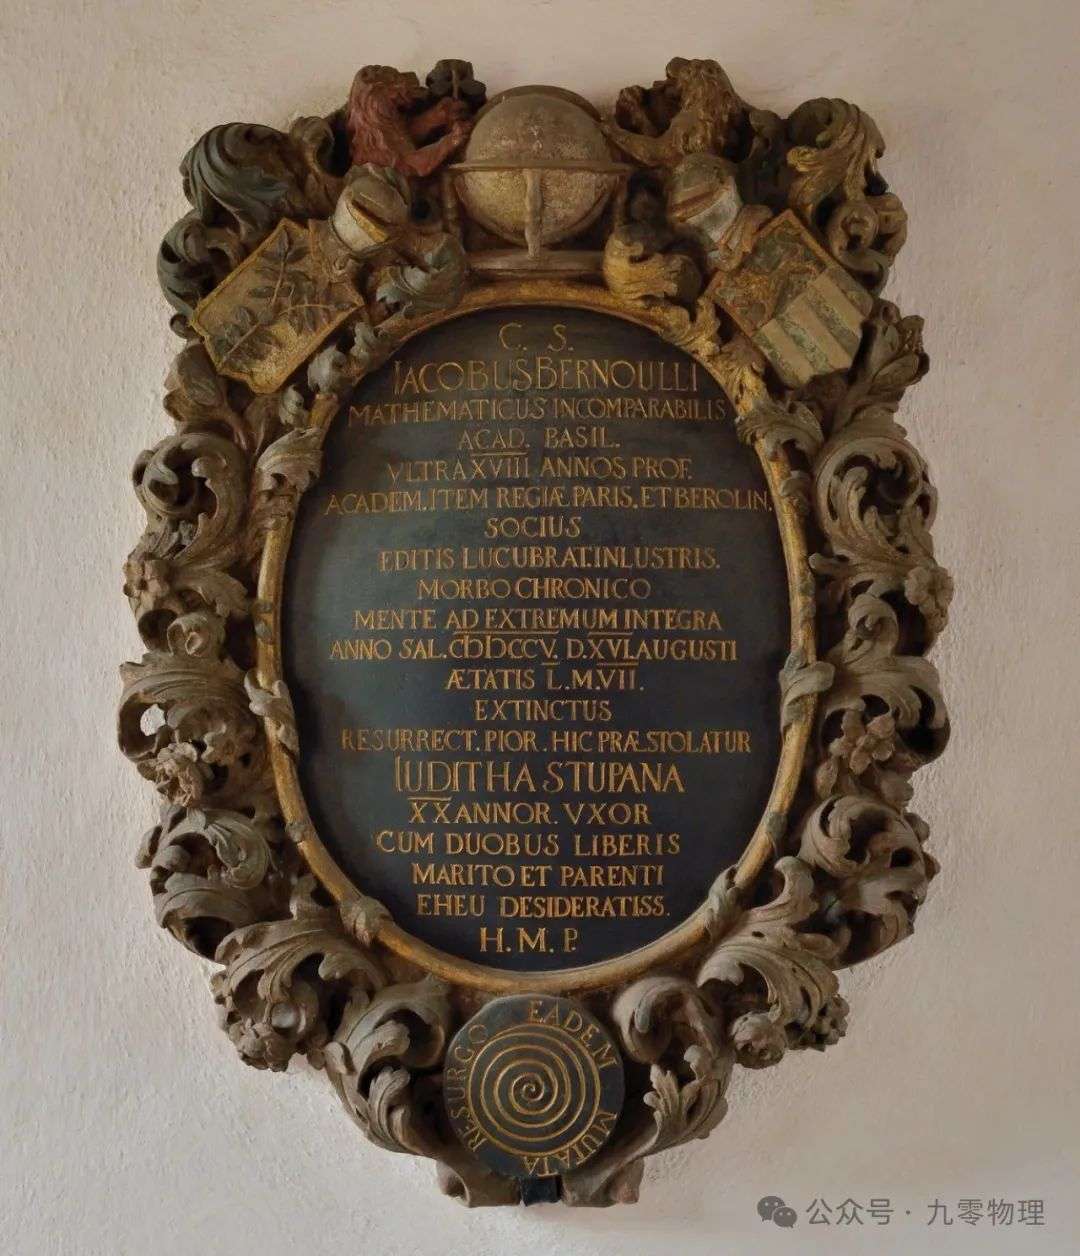 C. S.
IACOBUS BERNOULLI
MATHEMATICUS INCOMPARABILIS
ACAD. BASIL.
VLTRA XVIII ANNOS PROF.
ACADEM. ITEM REGIÆ PARIS. ET BEROLIN.
SOCIUS
EDITIS LUCUBRAT. INLUSTRIS.
MORBO CHRONICO
MENTE AD EXTREMUM INTEGRA
ANNO SAL. CIƆIƆCCV. D. XVI. AUGUSTI
ÆTATIS L. M. VII.
EXTINCTUS
RESURRECT. PIOR. HIC PRÆSTOLATUR
IUDITHA STUPANA
XX ANNOR. VXOR
CUM DUOBUS LIBERIS
MARITO ET PARENTI
EHEU DESIDERATISS.
H. M. P.
RESURGO EADEM MUTATA
公众号 · 九零物理